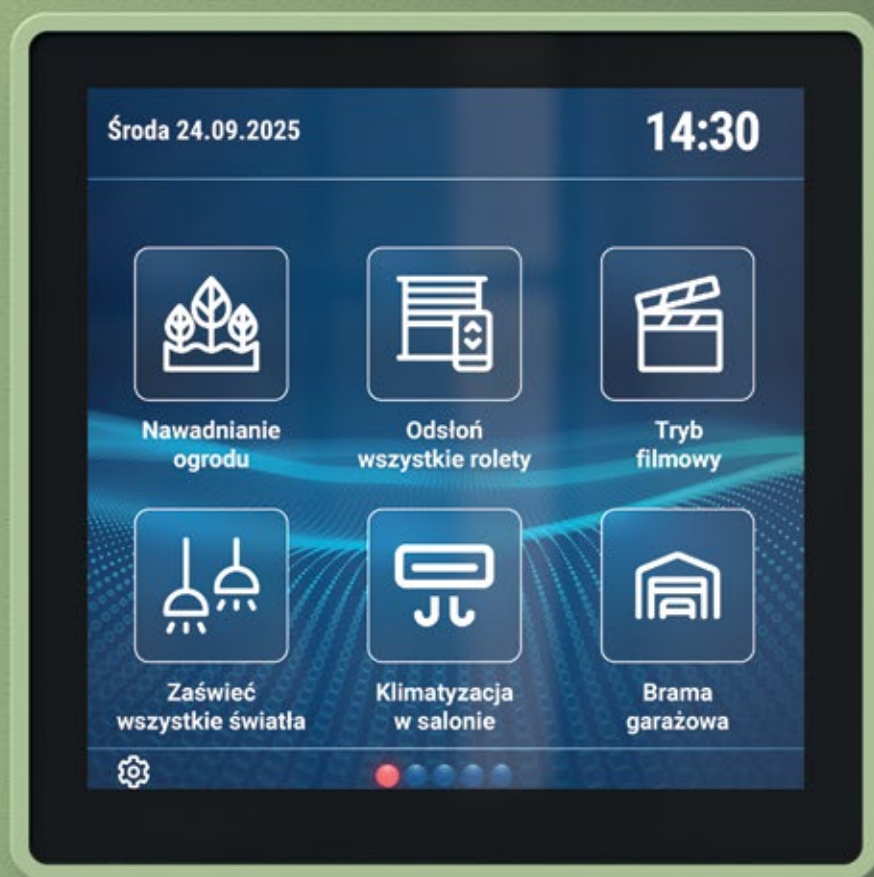 Środa 24.09.2025
14:30
Nawadnianie
ogrodu
Odsłoń
wszystkie rolety
Tryb
filmowy
Zaświeć
wszystkie światła
Klimatyzacja
w salonie
Brama
garażowa